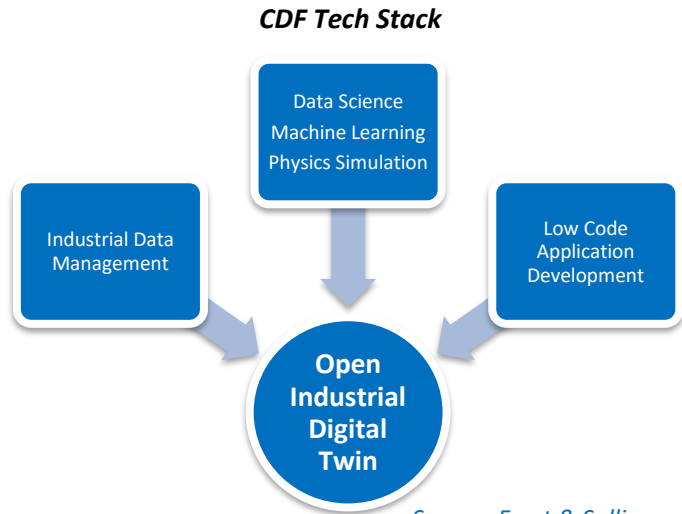 CDF Tech Stack
Data Science
Machine Learning
Physics Simulation
Industrial Data
Management
Low Code
Application
Development
Open
Industrial
Digital
Twin